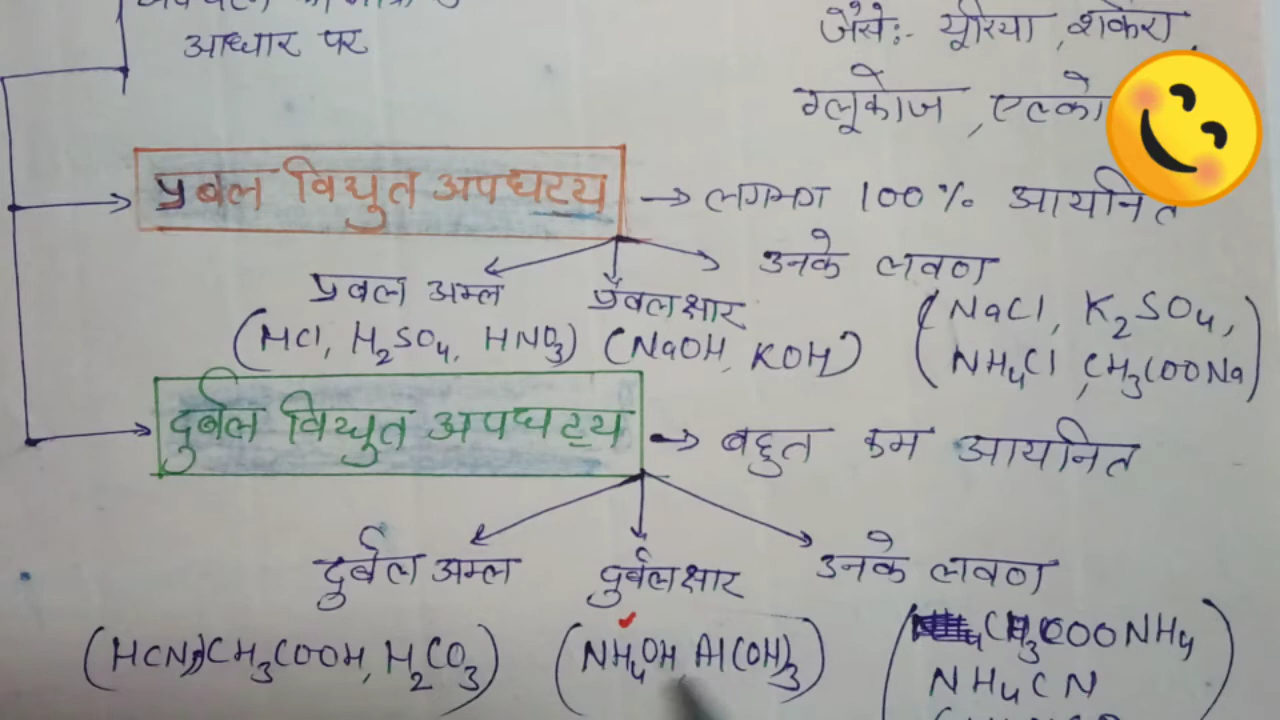 आधार पर
जैसे:- यूरिया, शर्करा,
ग्लूकोज, एल्को
प्रबल विद्युत अपघट्य → लगभग 100% आयनित
प्रबल अम्ल प्रबल क्षार उनके लवण
(HCl, H₂SO₄, HNO₃) (NaOH, KOH) (NaCl, K₂SO₄,
NH₄Cl, CH₃COONa)
दुर्बल विद्युत अपघट्य → बहुत कम आयनित
दुर्बल अम्ल दुर्बल क्षार उनके लवण
(HCN, CH₃COOH, H₂CO₃) (NH₄OH, Al(OH)₃) (CH₃COONH₄
NH₄CN